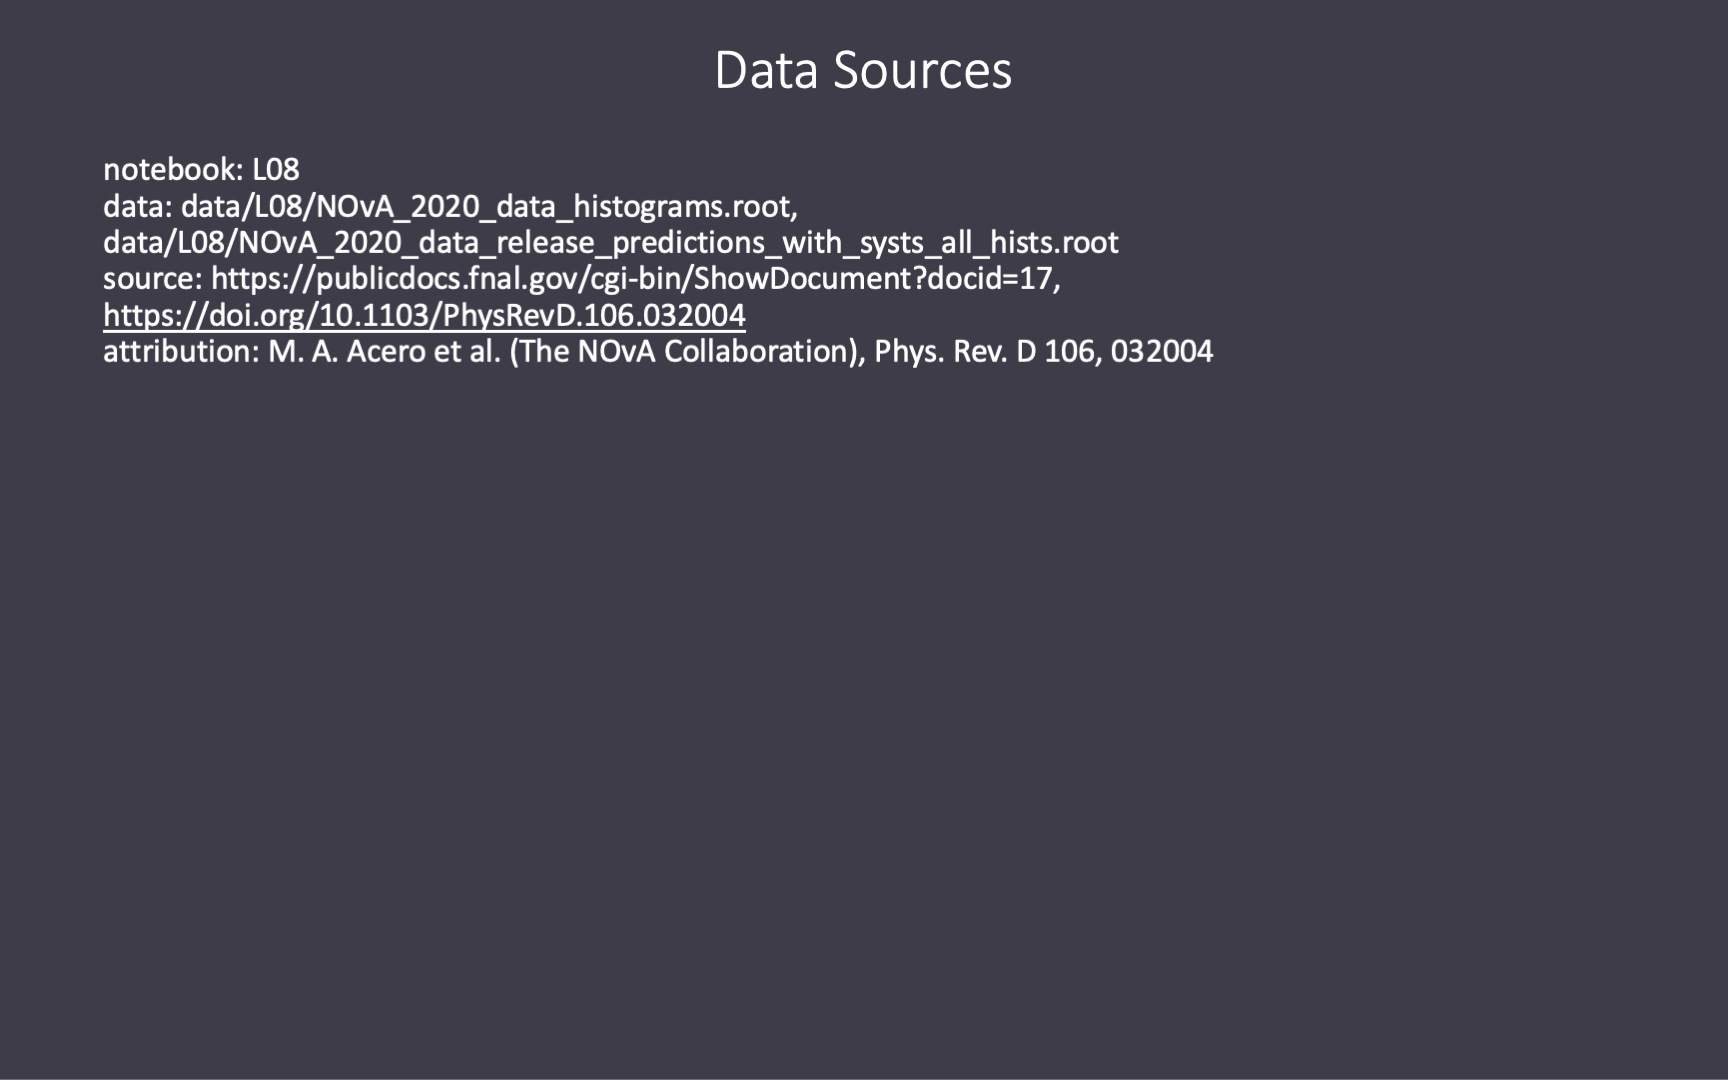 Data Sources
notebook: L08
data: data/L08/NOvA_2020_data_histograms.root,
data/L08/NOvA_2020_data_release_predictions_with_systs_all_hists.root
source: https://publicdocs.fnal.gov/cgi-bin/ShowDocument?docid=17,
https://doi.org/10.1103/PhysRevD.106.032004
attribution: M. A. Acero et al. (The NOvA Collaboration), Phys. Rev. D 106, 032004